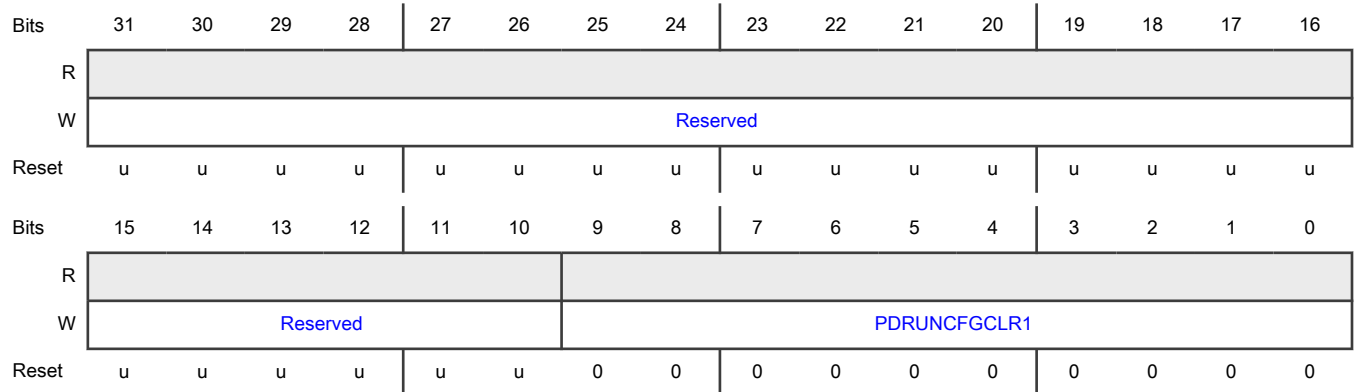 Bits 31 30 29 28 27 26 25 24 23 22 21 20 19 18 17 16
R
W Reserved
Reset u u u u u u u u u u u u u u u u
Bits 15 14 13 12 11 10 9 8 7 6 5 4 3 2 1 0
R
W Reserved PDRUNCFGCLR1
Reset u u u u u u 0 0 0 0 0 0 0 0 0 0